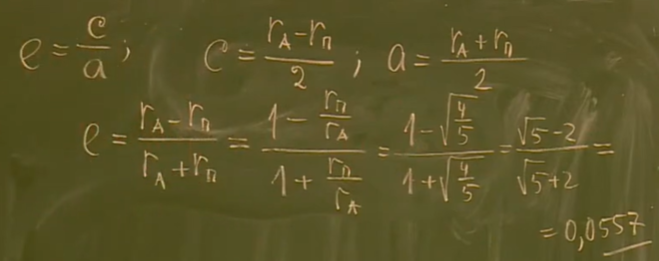 e = c/a ; c = (r_A − r_П)/2 ; a = (r_A + r_П)/2
e = (r_A − r_П)/(r_A + r_П) = (1 − r_П/r_A)/(1 + r_П/r_A) = (1 − √(4/5))/(1 + √(4/5)) = (√5 − 2)/(√5 + 2) =
= 0,0557